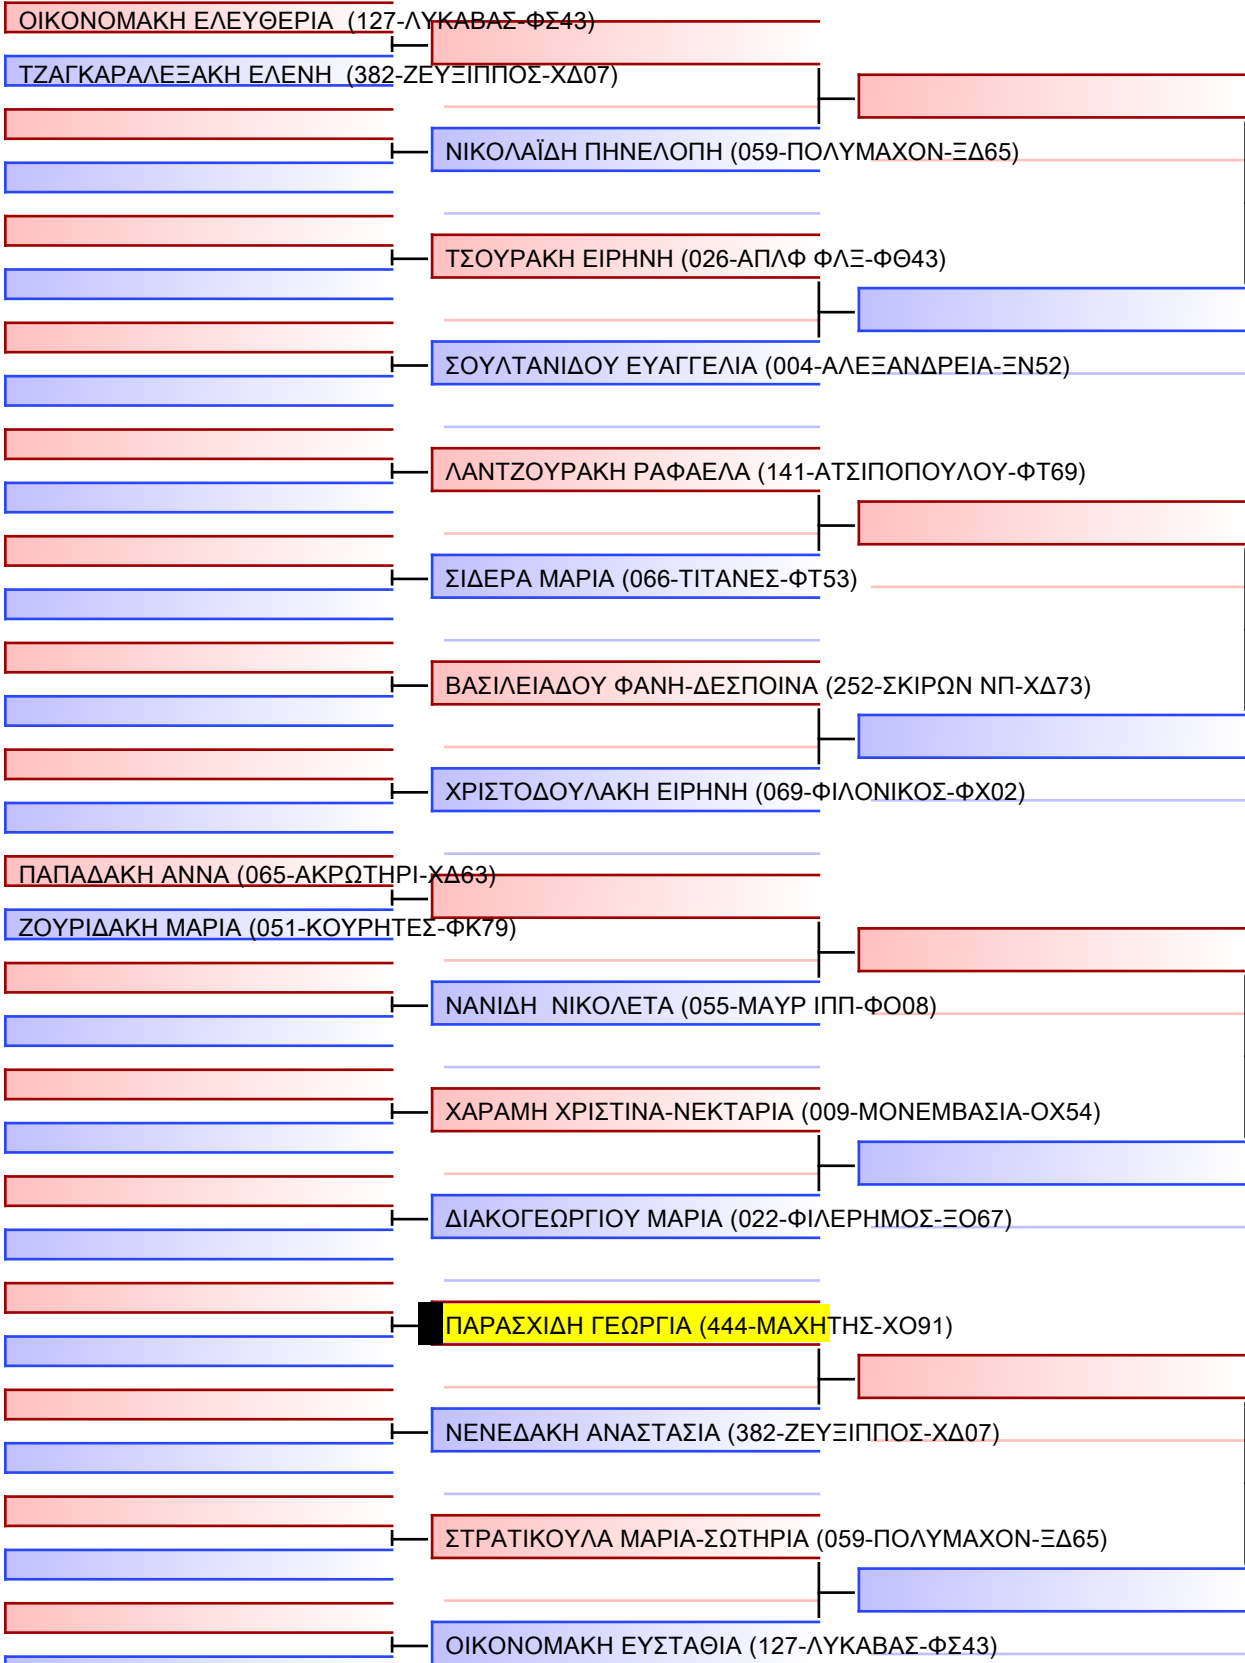 ΟΙΚΟΝΟΜΑΚΗ ΕΛΕΥΘΕΡΙΑ  (127-ΛΥΚΑΒΑΣ-ΦΣ43)
ΤΖΑΓΚΑΡΑΛΕΞΑΚΗ ΕΛΕΝΗ  (382-ΖΕΥΞΙΠΠΟΣ-ΧΔ07)
ΝΙΚΟΛΑΪΔΗ ΠΗΝΕΛΟΠΗ (059-ΠΟΛΥΜΑΧΟΝ-ΞΔ65)
ΤΣΟΥΡΑΚΗ ΕΙΡΗΝΗ (026-ΑΠΛΦ ΦΛΞ-ΦΘ43)
ΣΟΥΛΤΑΝΙΔΟΥ ΕΥΑΓΓΕΛΙΑ (004-ΑΛΕΞΑΝΔΡΕΙΑ-ΞΝ52)
ΛΑΝΤΖΟΥΡΑΚΗ ΡΑΦΑΕΛΑ (141-ΑΤΣΙΠΟΠΟΥΛΟΥ-ΦΤ69)
ΣΙΔΕΡΑ ΜΑΡΙΑ (066-ΤΙΤΑΝΕΣ-ΦΤ53)
ΒΑΣΙΛΕΙΑΔΟΥ ΦΑΝΗ-ΔΕΣΠΟΙΝΑ (252-ΣΚΙΡΩΝ ΝΠ-ΧΔ73)
ΧΡΙΣΤΟΔΟΥΛΑΚΗ ΕΙΡΗΝΗ (069-ΦΙΛΟΝΙΚΟΣ-ΦΧ02)
ΠΑΠΑΔΑΚΗ ΑΝΝΑ (065-ΑΚΡΩΤΗΡΙ-ΧΔ63)
ΖΟΥΡΙΔΑΚΗ ΜΑΡΙΑ (051-ΚΟΥΡΗΤΕΣ-ΦΚ79)
ΝΑΝΙΔΗ  ΝΙΚΟΛΕΤΑ (055-ΜΑΥΡ ΙΠΠ-ΦΟ08)
ΧΑΡΑΜΗ ΧΡΙΣΤΙΝΑ-ΝΕΚΤΑΡΙΑ (009-ΜΟΝΕΜΒΑΣΙΑ-ΟΧ54)
ΔΙΑΚΟΓΕΩΡΓΙΟΥ ΜΑΡΙΑ (022-ΦΙΛΕΡΗΜΟΣ-ΞΟ67)
ΠΑΡΑΣΧΙΔΗ ΓΕΩΡΓΙΑ (444-ΜΑΧΗΤΗΣ-ΧΟ91)
ΝΕΝΕΔΑΚΗ ΑΝΑΣΤΑΣΙΑ (382-ΖΕΥΞΙΠΠΟΣ-ΧΔ07)
ΣΤΡΑΤΙΚΟΥΛΑ ΜΑΡΙΑ-ΣΩΤΗΡΙΑ (059-ΠΟΛΥΜΑΧΟΝ-ΞΔ65)
ΟΙΚΟΝΟΜΑΚΗ ΕΥΣΤΑΘΙΑ (127-ΛΥΚΑΒΑΣ-ΦΣ43)